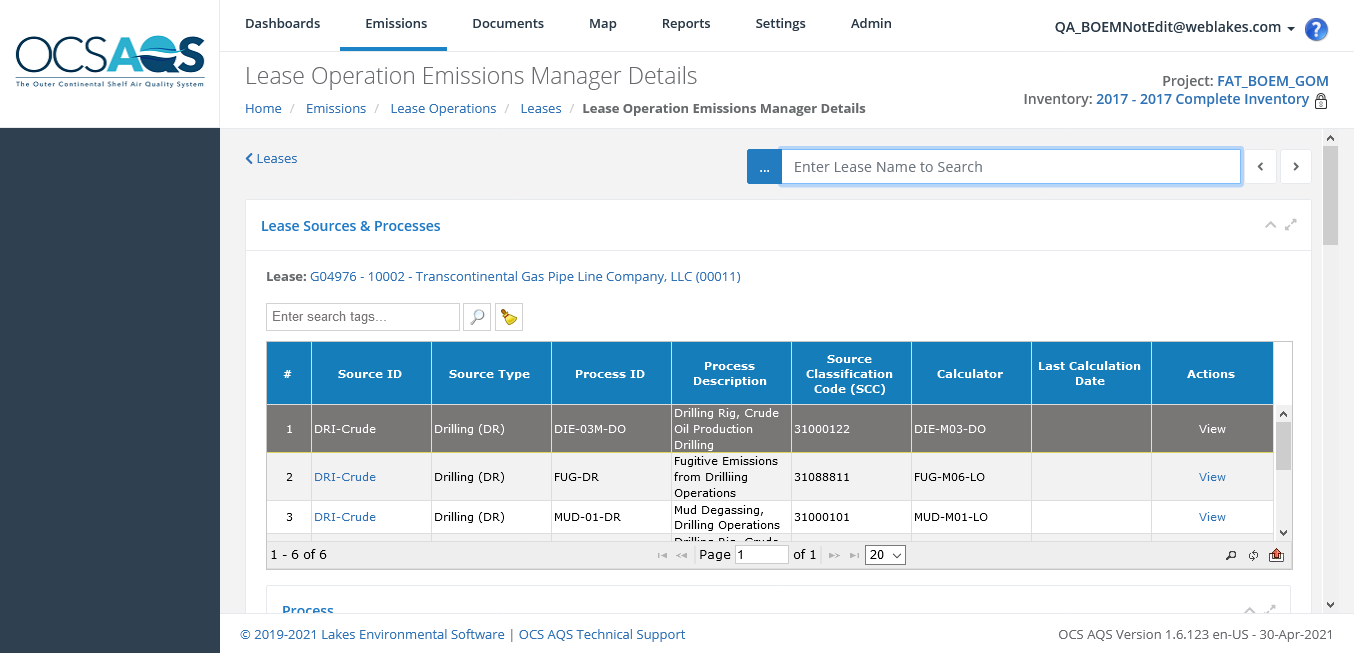 OCSAQS
The Outer Continental Shelf Air Quality System
Dashboards
Emissions
Documents
Map
Reports
Settings
Admin
QA_BOEMNotEdit@weblakes.com
?
Lease Operation Emissions Manager Details
Home / Emissions / Lease Operations / Leases / Lease Operation Emissions Manager Details
Project: FAT_BOEM_GOM
Inventory: 2017 - 2017 Complete Inventory
Leases
...
Enter Lease Name to Search
Lease Sources & Processes
Lease: G04976 - 10002 - Transcontinental Gas Pipe Line Company, LLC (00011)
Enter search tags...
#
Source ID
Source Type
Process ID
Process
Description
Source
Classification
Code (SCC)
Calculator
Last Calculation
Date
Actions
1
DRI-Crude
Drilling (DR)
DIE-03M-DO
Drilling Rig, Crude
Oil Production
Drilling
31000122
DIE-M03-DO
View
2
DRI-Crude
Drilling (DR)
FUG-DR
Fugitive Emissions
from Drilliing
Operations
31088811
FUG-M06-LO
View
3
DRI-Crude
Drilling (DR)
MUD-01-DR
Mud Degassing,
Drilling Operations
31000101
MUD-M01-LO
View
Drilling Rig, Crude
1 - 6 of 6
Page 1 of 1
20
Process
© 2019-2021 Lakes Environmental Software | OCS AQS Technical Support
OCS AQS Version 1.6.123 en-US - 30-Apr-2021